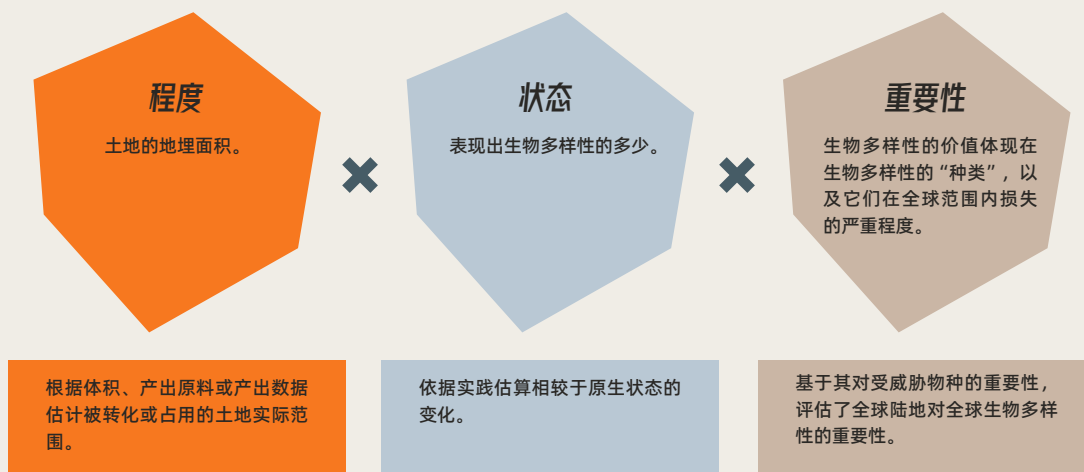 程度
土地的地埋面积。
状态
表现出生物多样性的多少。
重要性
生物多样性的价值体现在
生物多样性的“种类”，以
及它们在全球范围内损失
的严重程度。
根据体积、产出原料或产出数据
估计被转化或占用的土地实际范
围。
依据实践估算相较于原生状态的
变化。
基于其对受威胁物种的重要性，
评估了全球陆地对全球生物多样
性的重要性。